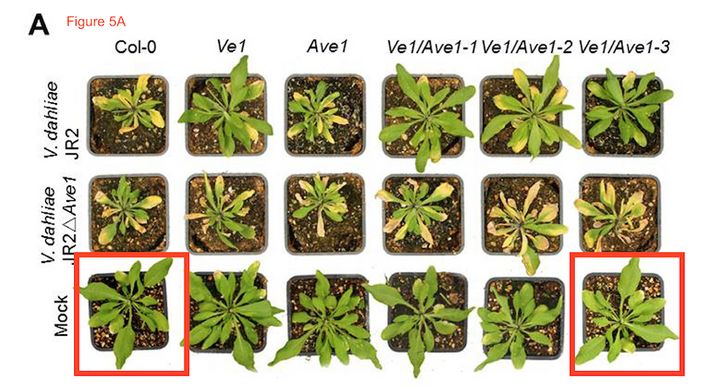 A Figure 5A
Col-0 Ve1 Ave1 Ve1/Ave1-1 Ve1/Ave1-2 Ve1/Ave1-3
V. dahliae
JR2
V. dahliae
JR2△Ave1
Mock